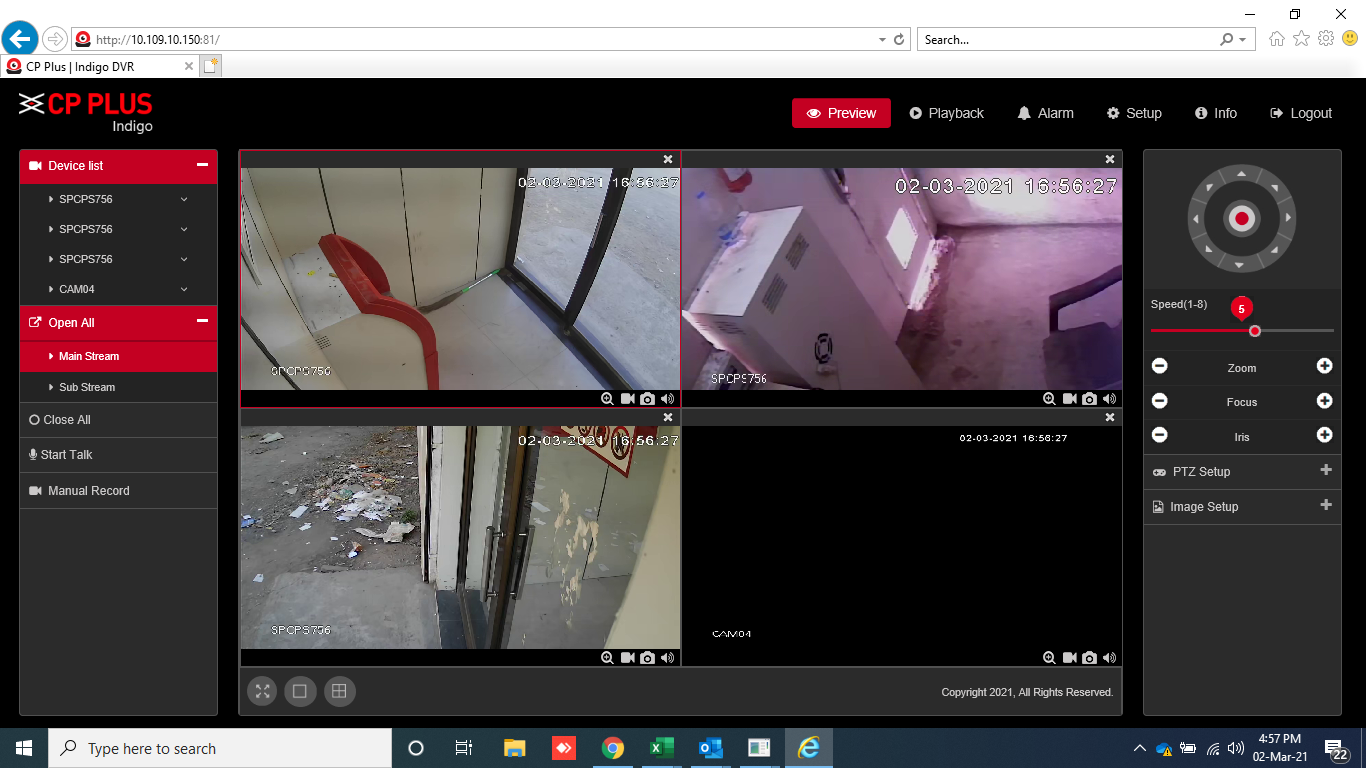 http://10.109.10.150:81/
Search...
CP Plus | Indigo DVR
CP PLUS
Indigo
Preview
Playback
Alarm
Setup
Info
Logout
Device list
SPCPS756
SPCPS756
SPCPS756
CAM04
Open All
Main Stream
Sub Stream
Close All
Start Talk
Manual Record
02-03-2021 16:56:27
SPCPS756
02-03-2021 16:56:27
SPCPS756
02-03-2021 16:56:27
SPCPS756
02-03-2021 16:56:27
CAM04
Copyright 2021, All Rights Reserved.
Speed(1-8)
5
Zoom
Focus
Iris
PTZ Setup
Image Setup
Type here to search
4:57 PM
02-Mar-21
22